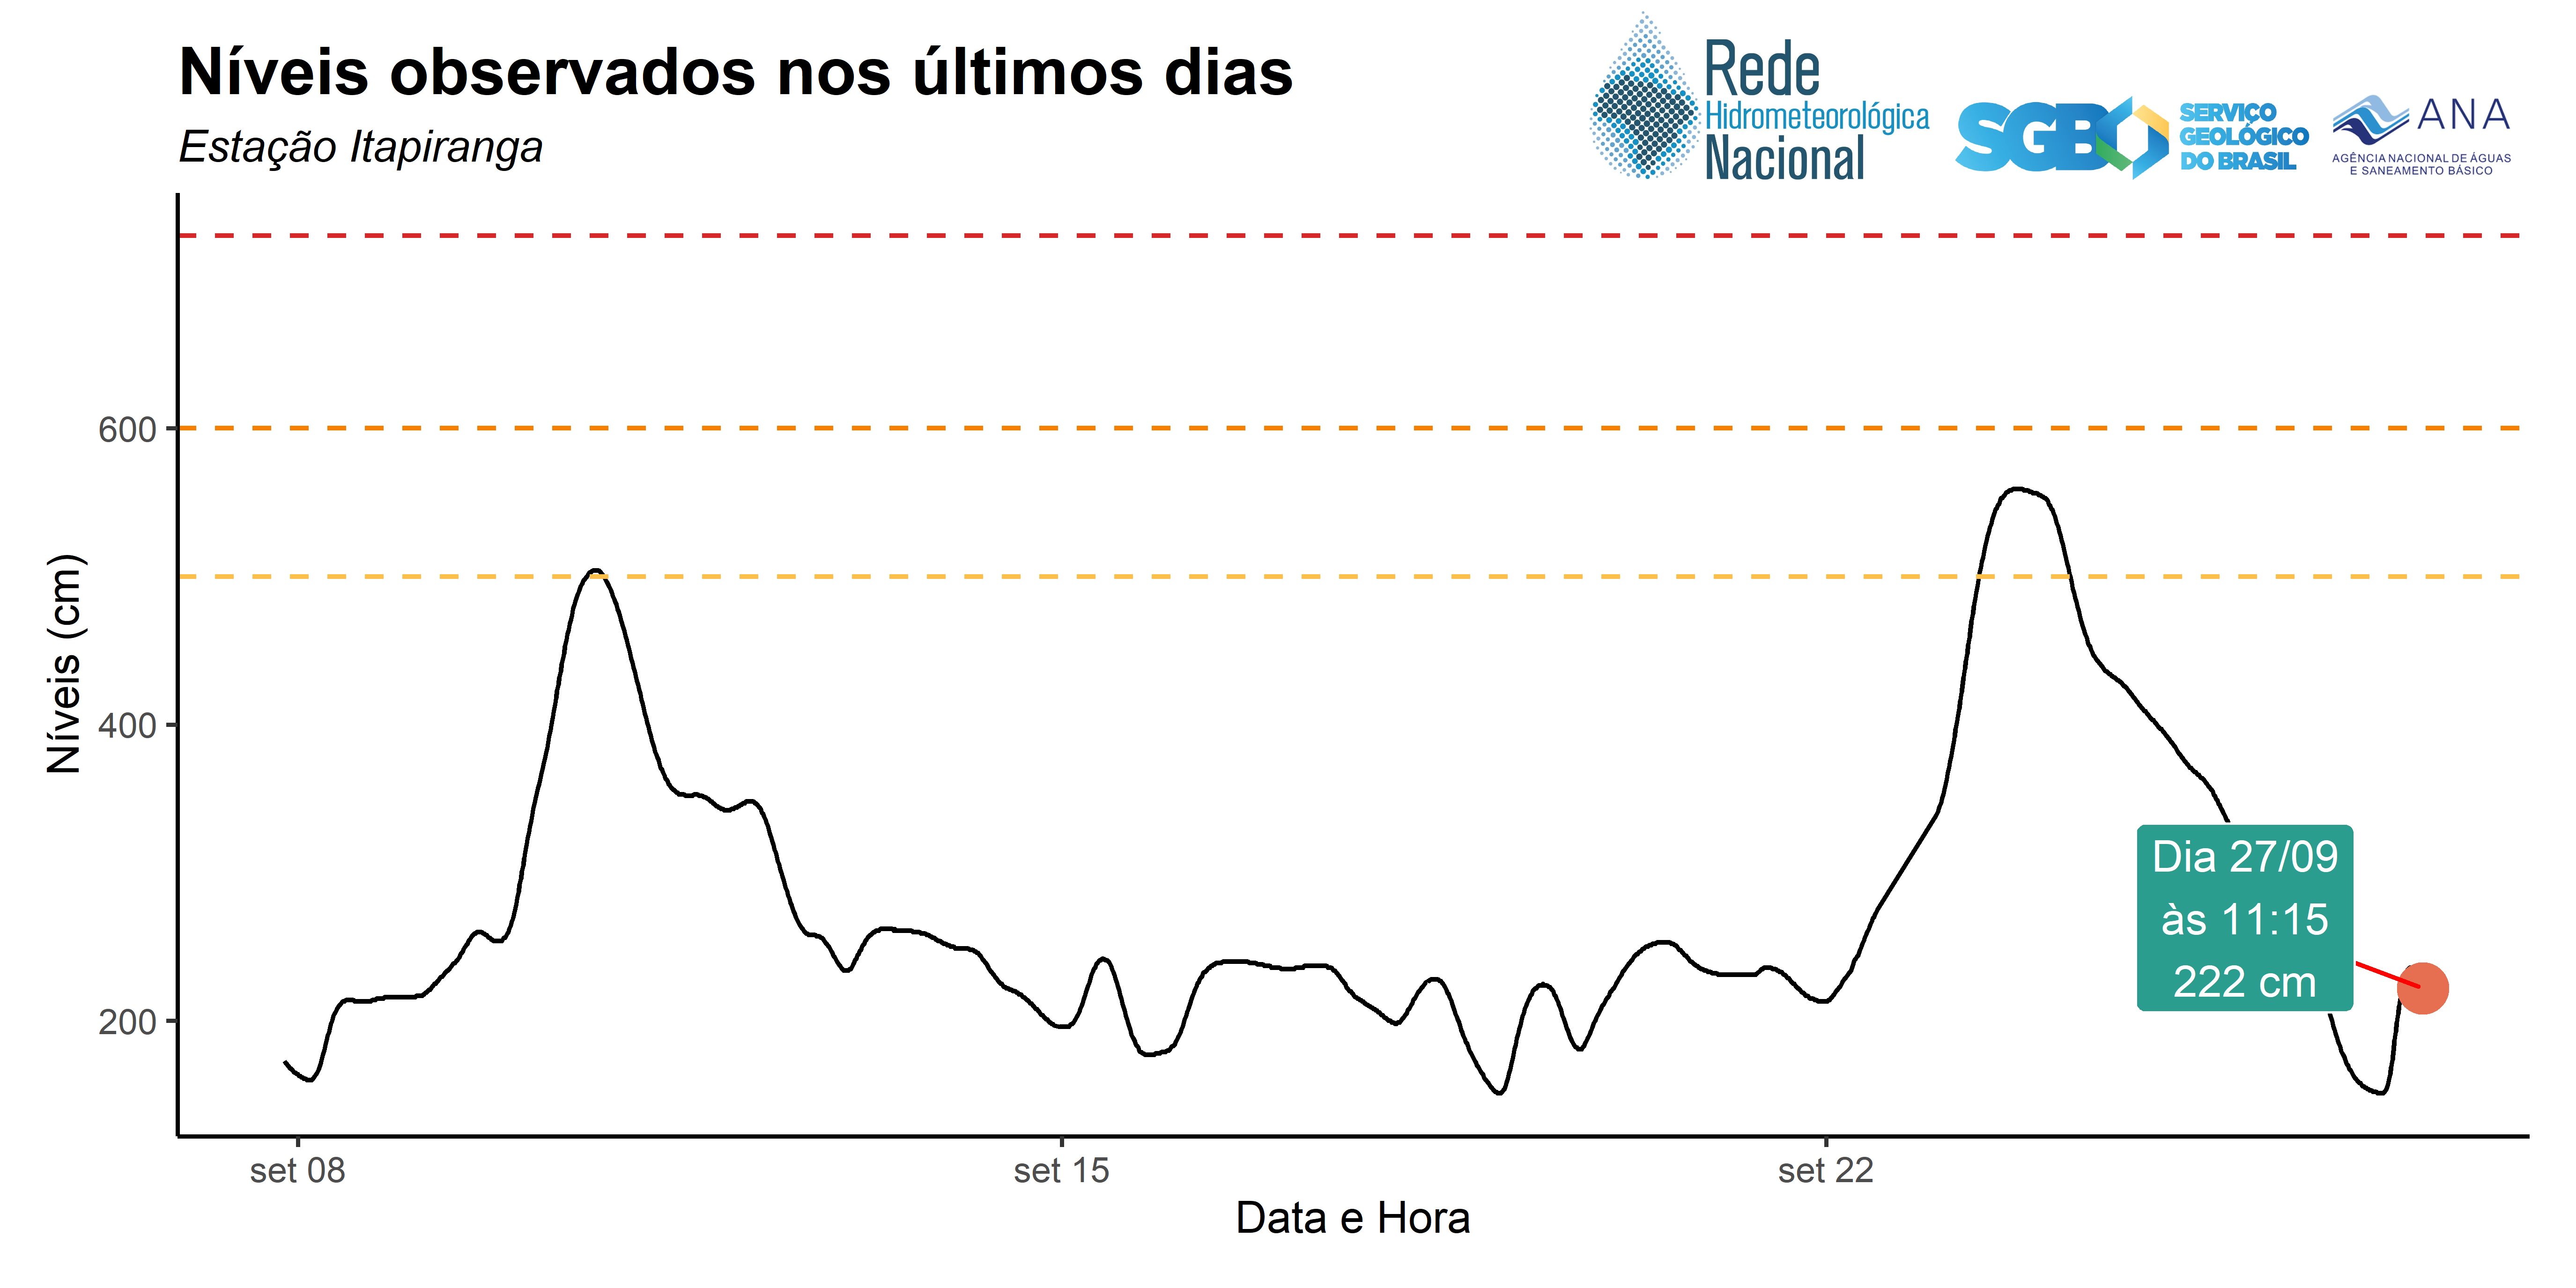 Níveis observados nos últimos dias
Estação Itapiranga
Rede
Hidrometeorológica
Nacional
SGB
SERVIÇO
GEOLÓGICO
DO BRASIL
ANA
AGÊNCIA NACIONAL DE ÁGUAS
E SANEAMENTO BÁSICO
Níveis (cm)
600
400
200
Dia 27/09
às 11:15
222 cm
set 08
set 15
set 22
Data e Hora